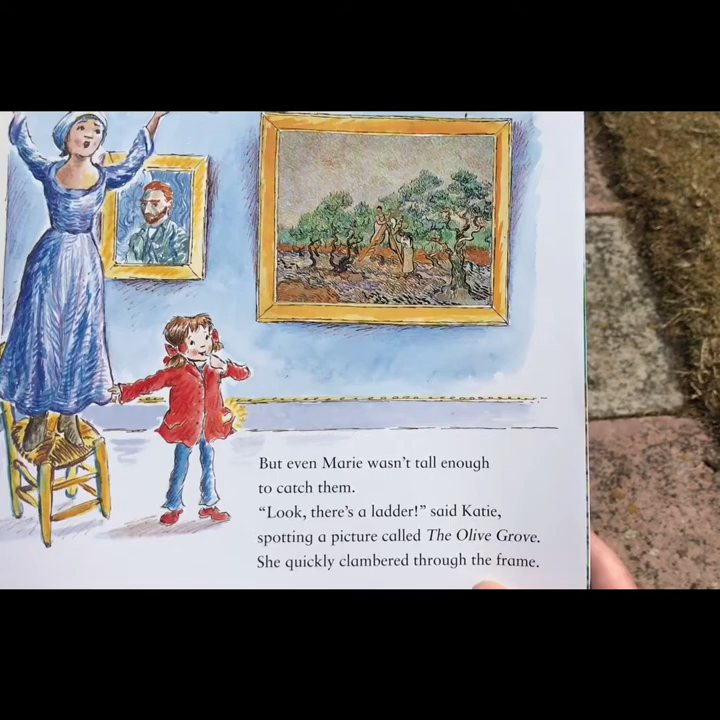 But even Marie wasn't tall enough
to catch them.
“Look, there's a ladder!” said Katie,
spotting a picture called The Olive Grove.
She quickly clambered through the frame.